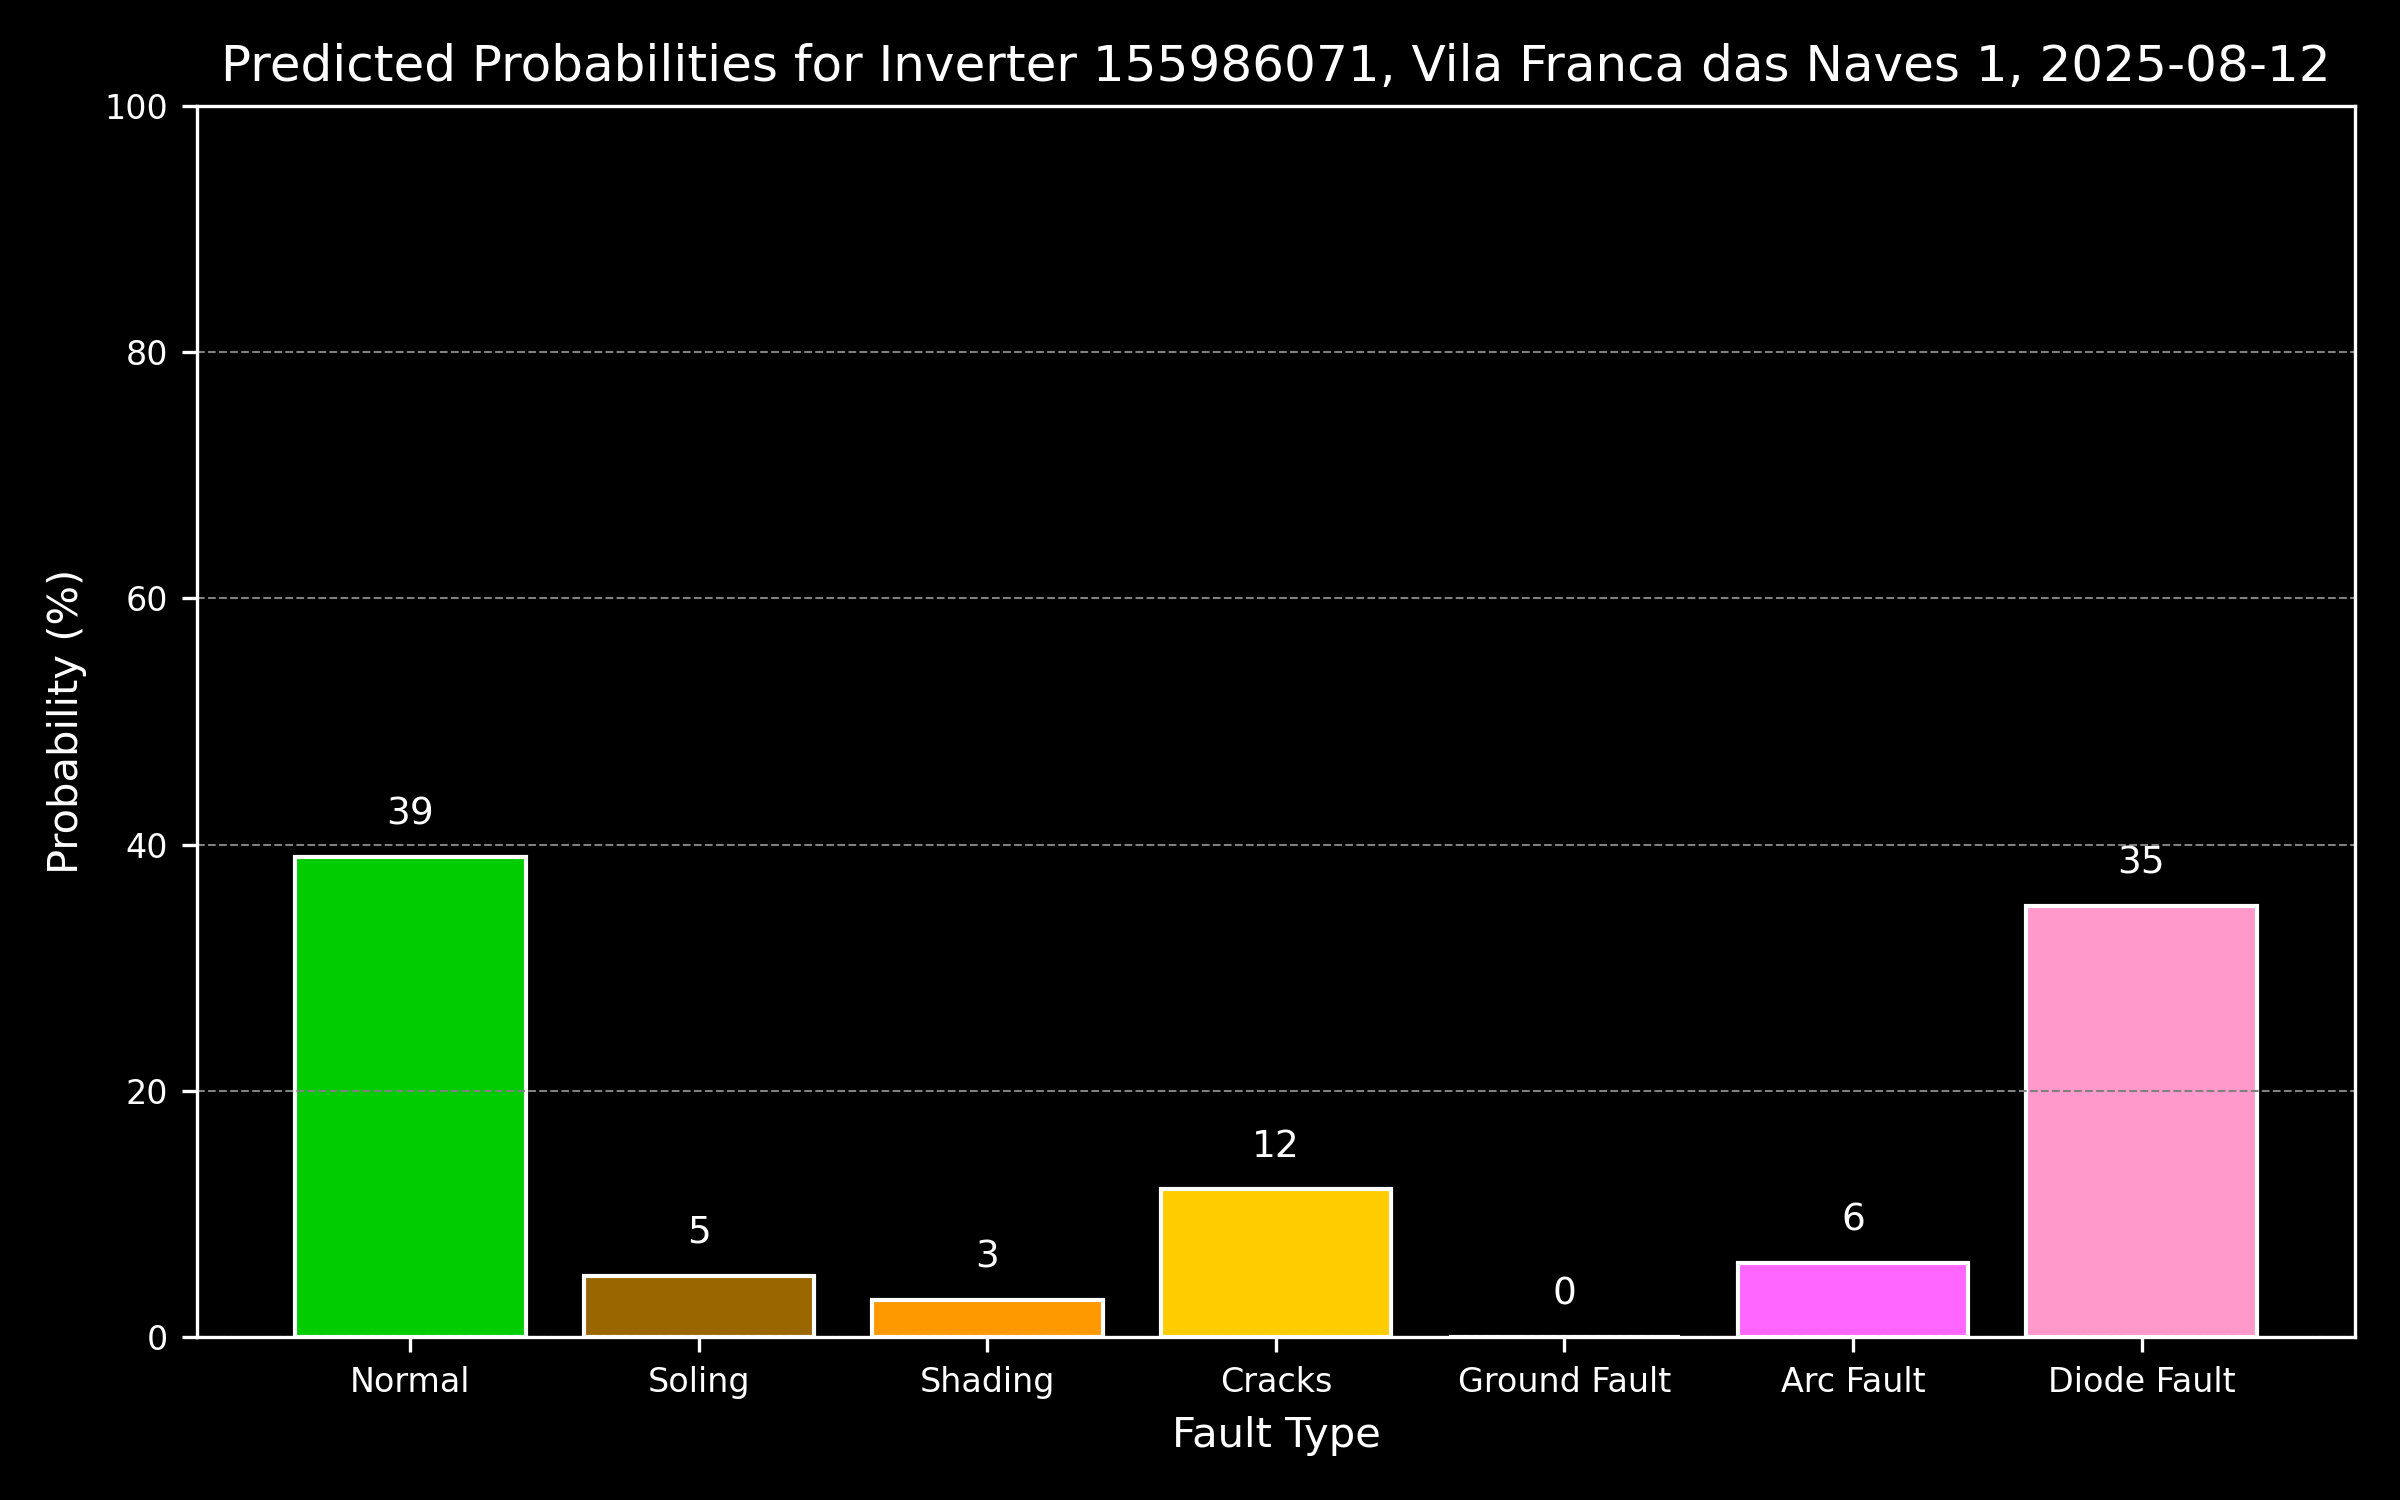 Predicted Probabilities for Inverter 155986071, Vila Franca das Naves 1, 2025-08-12
Probability (%)
100
80
60
40
20
0
39
5
3
12
0
6
35
Normal
Soling
Shading
Cracks
Ground Fault
Arc Fault
Diode Fault
Fault Type